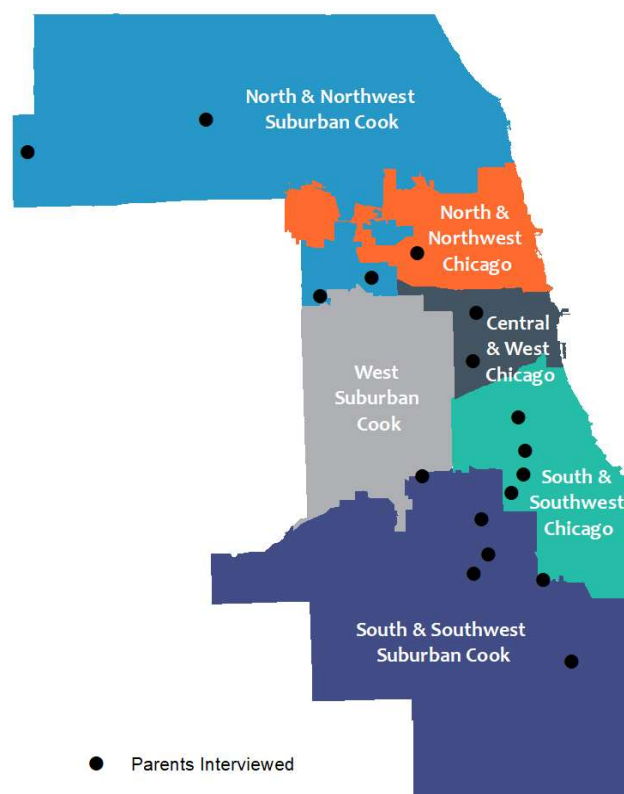 North & Northwest
Suburban Cook
North &
Northwest
Chicago
Central
& West
Chicago
West
Suburban
Cook
South &
Southwest
Chicago
South & Southwest
Suburban Cook
Parents Interviewed